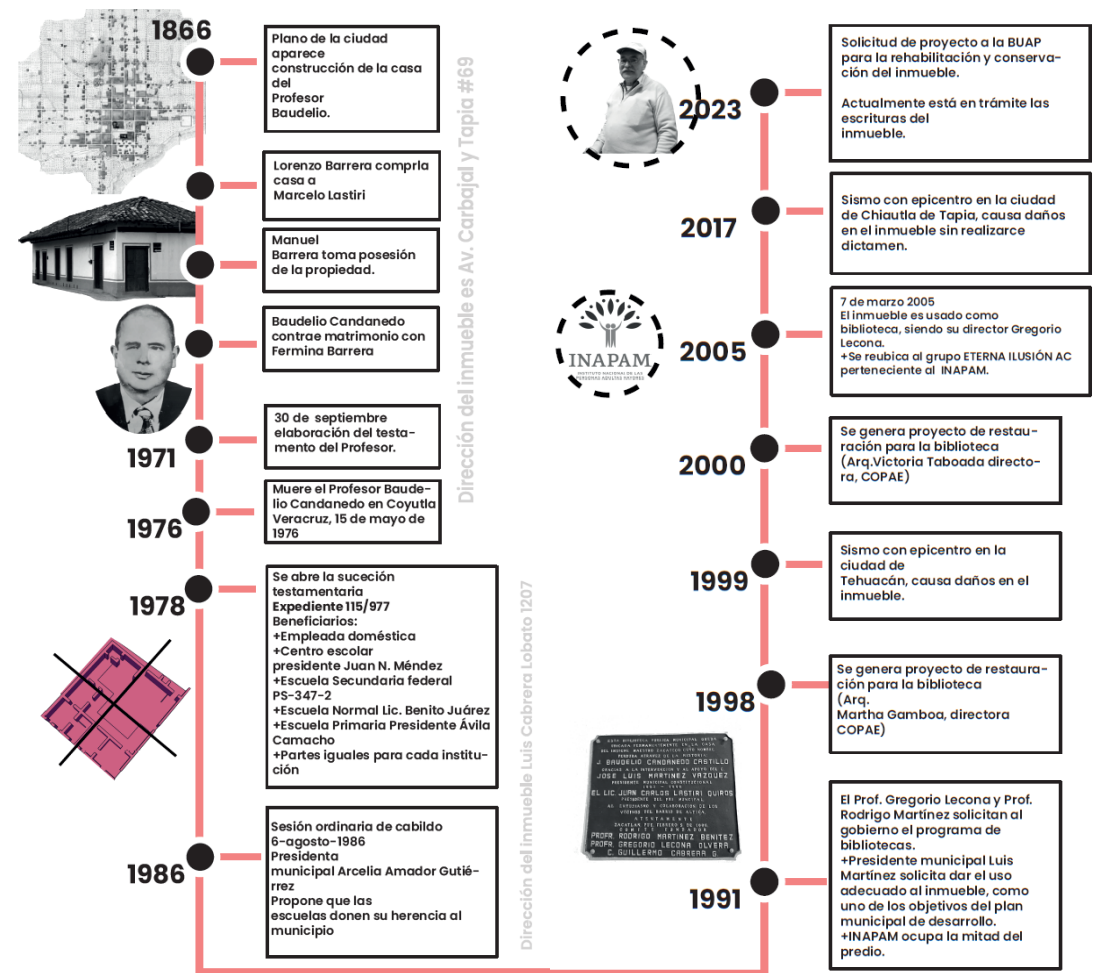 1866
Plano de la ciudad
aparece
construcción de la casa
del
Profesor
Baudelio.
Lorenzo Barrera comprla
casa a
Marcelo Lastiri
Manuel
Barrera toma posesión
de la propiedad.
Baudelio Candanedo
contrae matrimonio con
Fermina Barrera
1971
30 de septiembre
elaboración del testa-
mento del Profesor.
1976
Muere el Profesor Baude-
lio Candanedo en Coyutla
Veracruz, 15 de mayo de
1976
1978
Se abre la suceción
testamentaria
Expediente 115/977
Beneficiarios:
+Empleada doméstica
+Centro escolar
presidente Juan N. Méndez
+Escuela Secundaria federal
PS-347-2
+Escuela Normal Lic. Benito Juárez
+Escuela Primaria Presidente Ávila
Camacho
+Partes iguales para cada institu-
ción
1986
Sesión ordinaria de cabildo
6-agosto-1986
Presidenta
municipal Arcelia Amador Gutié-
rrez
Propone que las
escuelas donen su herencia al
municipio
Dirección del inmueble es Av. Carbajal y Tapia #69
Dirección del inmueble Luis Cabrera Lobato 1207
2023
Solicitud de proyecto a la BUAP
para la rehabilitación y conserva-
ción del inmueble.
Actualmente está en trámite las
escrituras del
inmueble.
2017
Sismo con epicentro en la ciudad
de Chiautla de Tapia, causa daños
en el inmueble sin realizarce
dictamen.
INAPAM
INSTITUTO NACIONAL DE LAS
PERSONAS ADULTAS MAYORES
2005
7 de marzo 2005
El inmueble es usado como
biblioteca, siendo su director Gregorio
Lecona.
+Se reubica al grupo ETERNA ILUSIÓN AC
perteneciente al INAPAM.
2000
Se genera proyecto de restau-
ración para la biblioteca
(Arq.Victoria Taboada directo-
ra, COPAE)
1999
Sismo con epicentro en la
ciudad de
Tehuacán, causa daños en el
inmueble.
1998
Se genera proyecto de restaura-
ción para la biblioteca
(Arq.
Martha Gamboa, directora
COPAE)
J. BAUDELIO CANDANEDO CASTILLO
JOSE LUIS MARTINEZ VAZQUEZ
PRESIDENTE MUNICIPAL CONSTITUCIONAL
EL LIC. JUAN CARLOS LASTIRI QUIROS
PROFR. RODRIGO MARTINEZ BENITEZ
PROFR. GREGORIO LECONA OLVERA
C. GUILLERMO CABRERA G
1991
El Prof. Gregorio Lecona y Prof.
Rodrigo Martínez solicitan al
gobierno el programa de
bibliotecas.
+Presidente municipal Luis
Martínez solicita dar el uso
adecuado al inmueble, como
uno de los objetivos del plan
municipal de desarrollo.
+INAPAM ocupa la mitad del
predio.